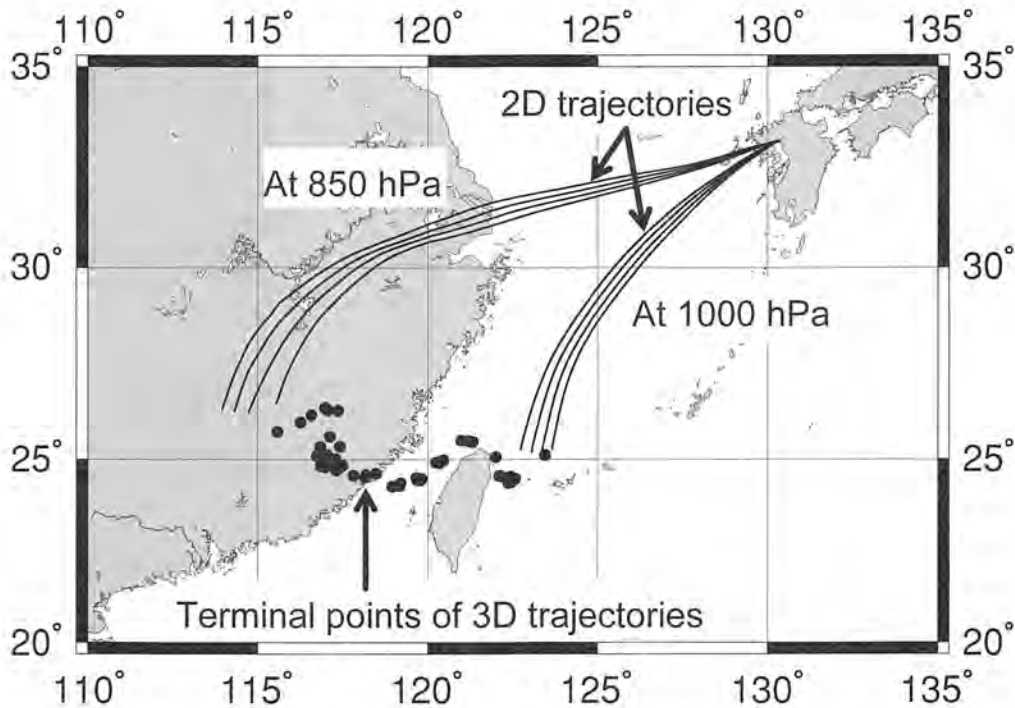 110° 115° 120° 125° 130° 135°
35° 35°
2D trajectories
At 850 hPa
30° 30°
At 1000 hPa
25° 25°
Terminal points of 3D trajectories
20° 20°
110° 115° 120° 125° 130° 135°